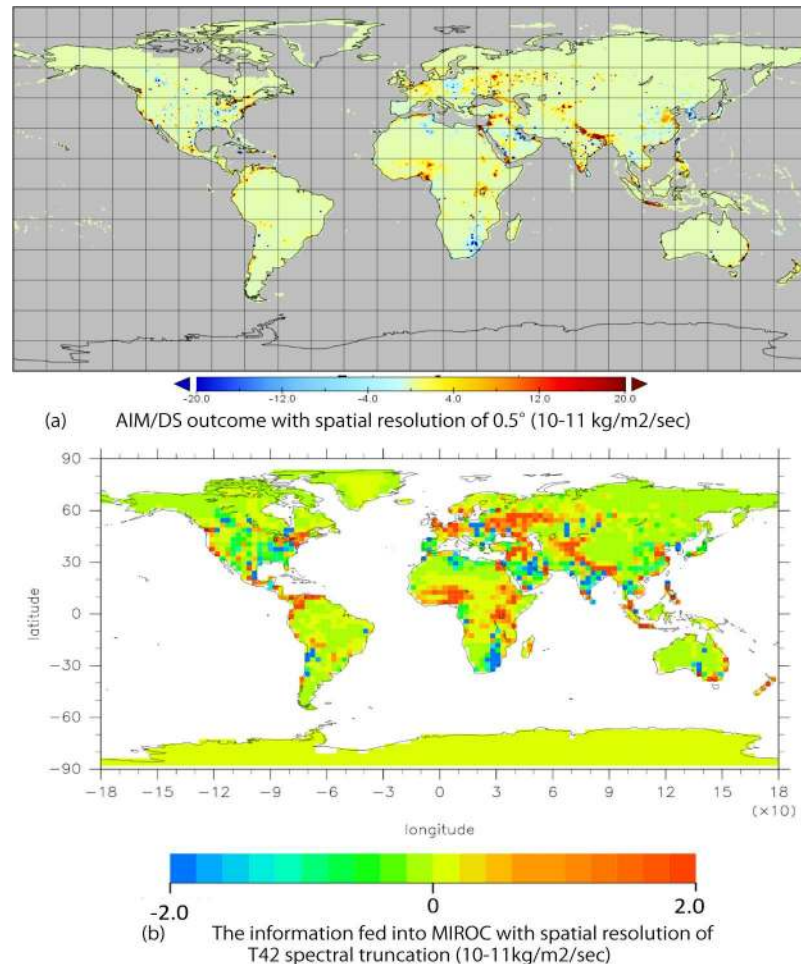 -20.0 -12.0 -4.0 4.0 12.0 20.0
(a) AIM/DS outcome with spatial resolution of 0.5° (10-11 kg/m2/sec)
90
60
30
0
-30
-60
-90
latitude
-18 -15 -12 -9 -6 -3 0 3 6 9 12 15 18
(×10)
longitude
-2.0 0 2.0
(b) The information fed into MIROC with spatial resolution of
T42 spectral truncation (10-11kg/m2/sec)